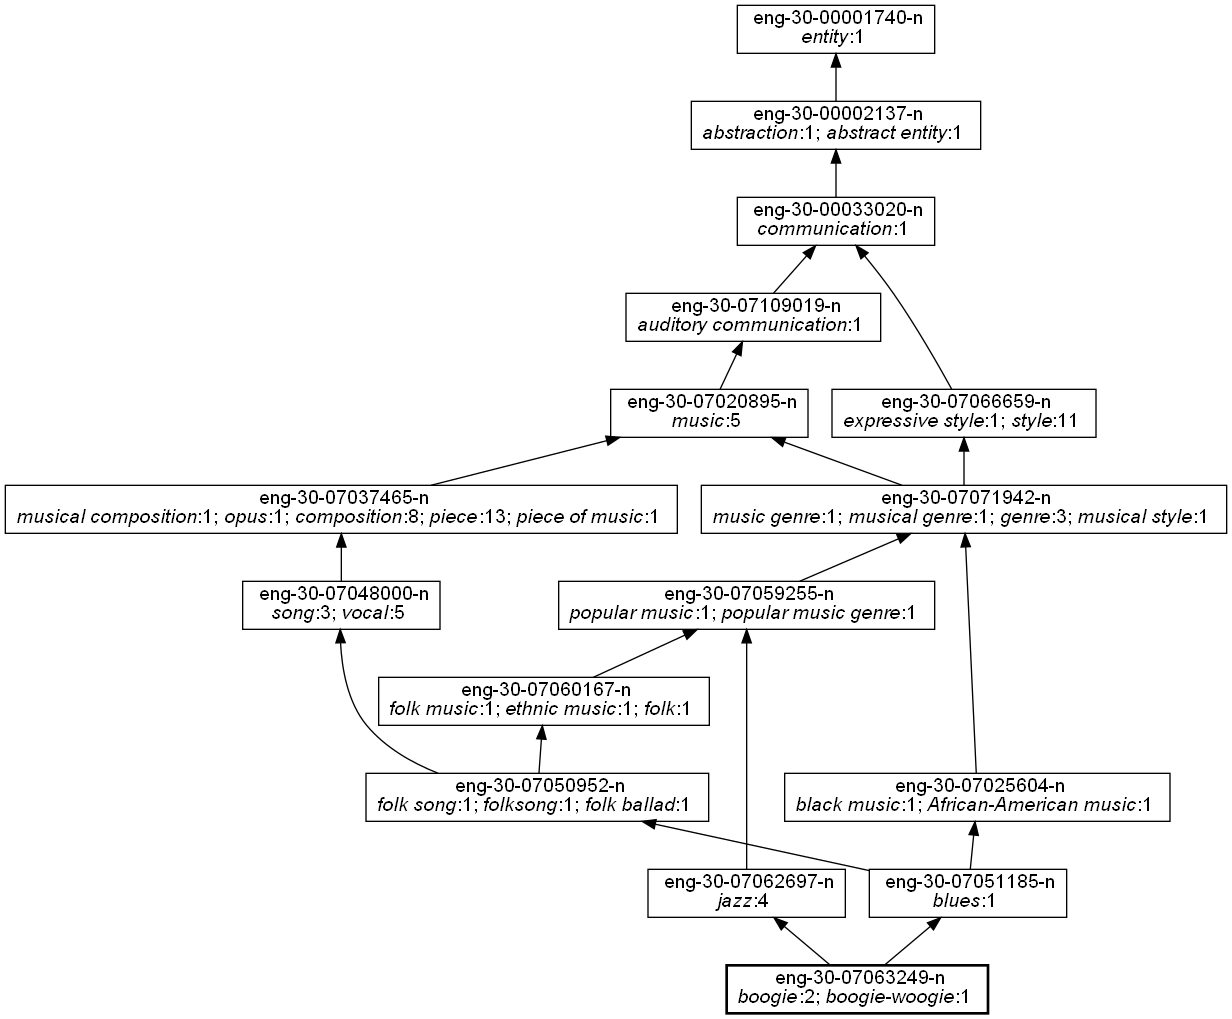 eng-30-00001740-n
entity:1
eng-30-00002137-n
abstraction:1; abstract entity:1
eng-30-00033020-n
communication:1
eng-30-07109019-n
auditory communication:1
eng-30-07020895-n
music:5
eng-30-07066659-n
expressive style:1; style:11
eng-30-07037465-n
musical composition:1; opus:1; composition:8; piece:13; piece of music:1
eng-30-07071942-n
music genre:1; musical genre:1; genre:3; musical style:1
eng-30-07048000-n
song:3; vocal:5
eng-30-07059255-n
popular music:1; popular music genre:1
eng-30-07060167-n
folk music:1; ethnic music:1; folk:1
eng-30-07050952-n
folk song:1; folksong:1; folk ballad:1
eng-30-07025604-n
black music:1; African-American music:1
eng-30-07062697-n
jazz:4
eng-30-07051185-n
blues:1
eng-30-07063249-n
boogie:2; boogie-woogie:1